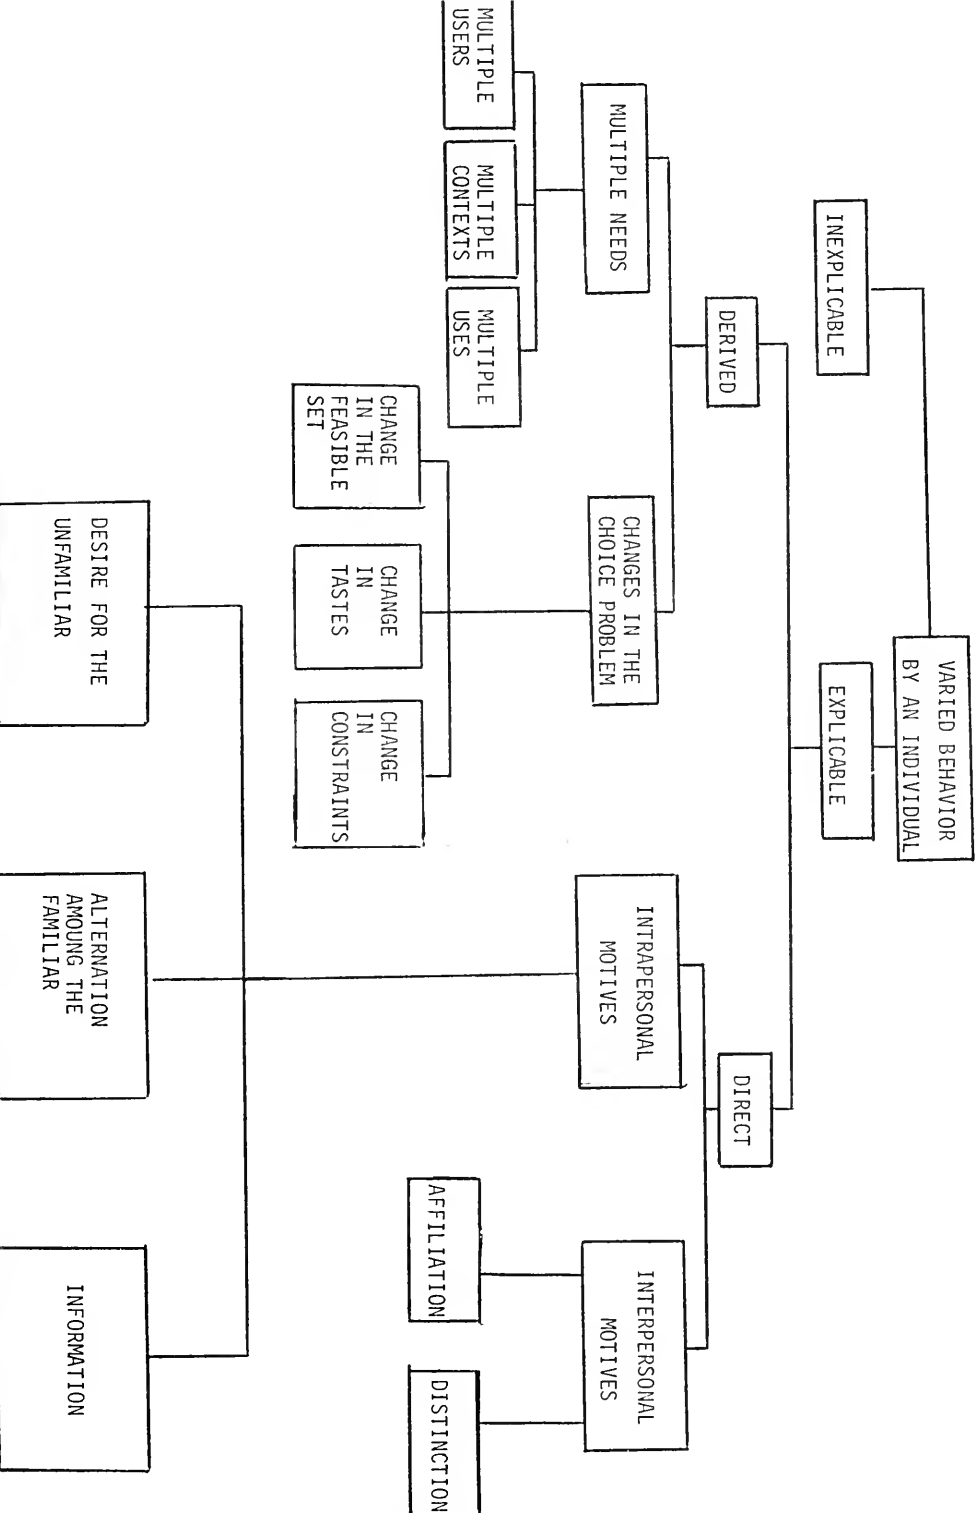 VARIED BEHAVIOR
BY AN INDIVIDUAL
INEXPLICABLE
EXPLICABLE
DERIVED
DIRECT
MULTIPLE NEEDS
CHANGES IN THE
CHOICE PROBLEM
INTRAPERSONAL
MOTIVES
INTERPERSONAL
MOTIVES
MULTIPLE
USERS
MULTIPLE
CONTEXTS
MULTIPLE
USES
CHANGE
IN THE
FEASIBLE
SET
CHANGE
IN
TASTES
CHANGE
IN
CONSTRAINTS
AFFILIATION
DISTINCTION
DESIRE FOR THE
UNFAMILIAR
ALTERNATION
AMOUNG THE
FAMILIAR
INFORMATION